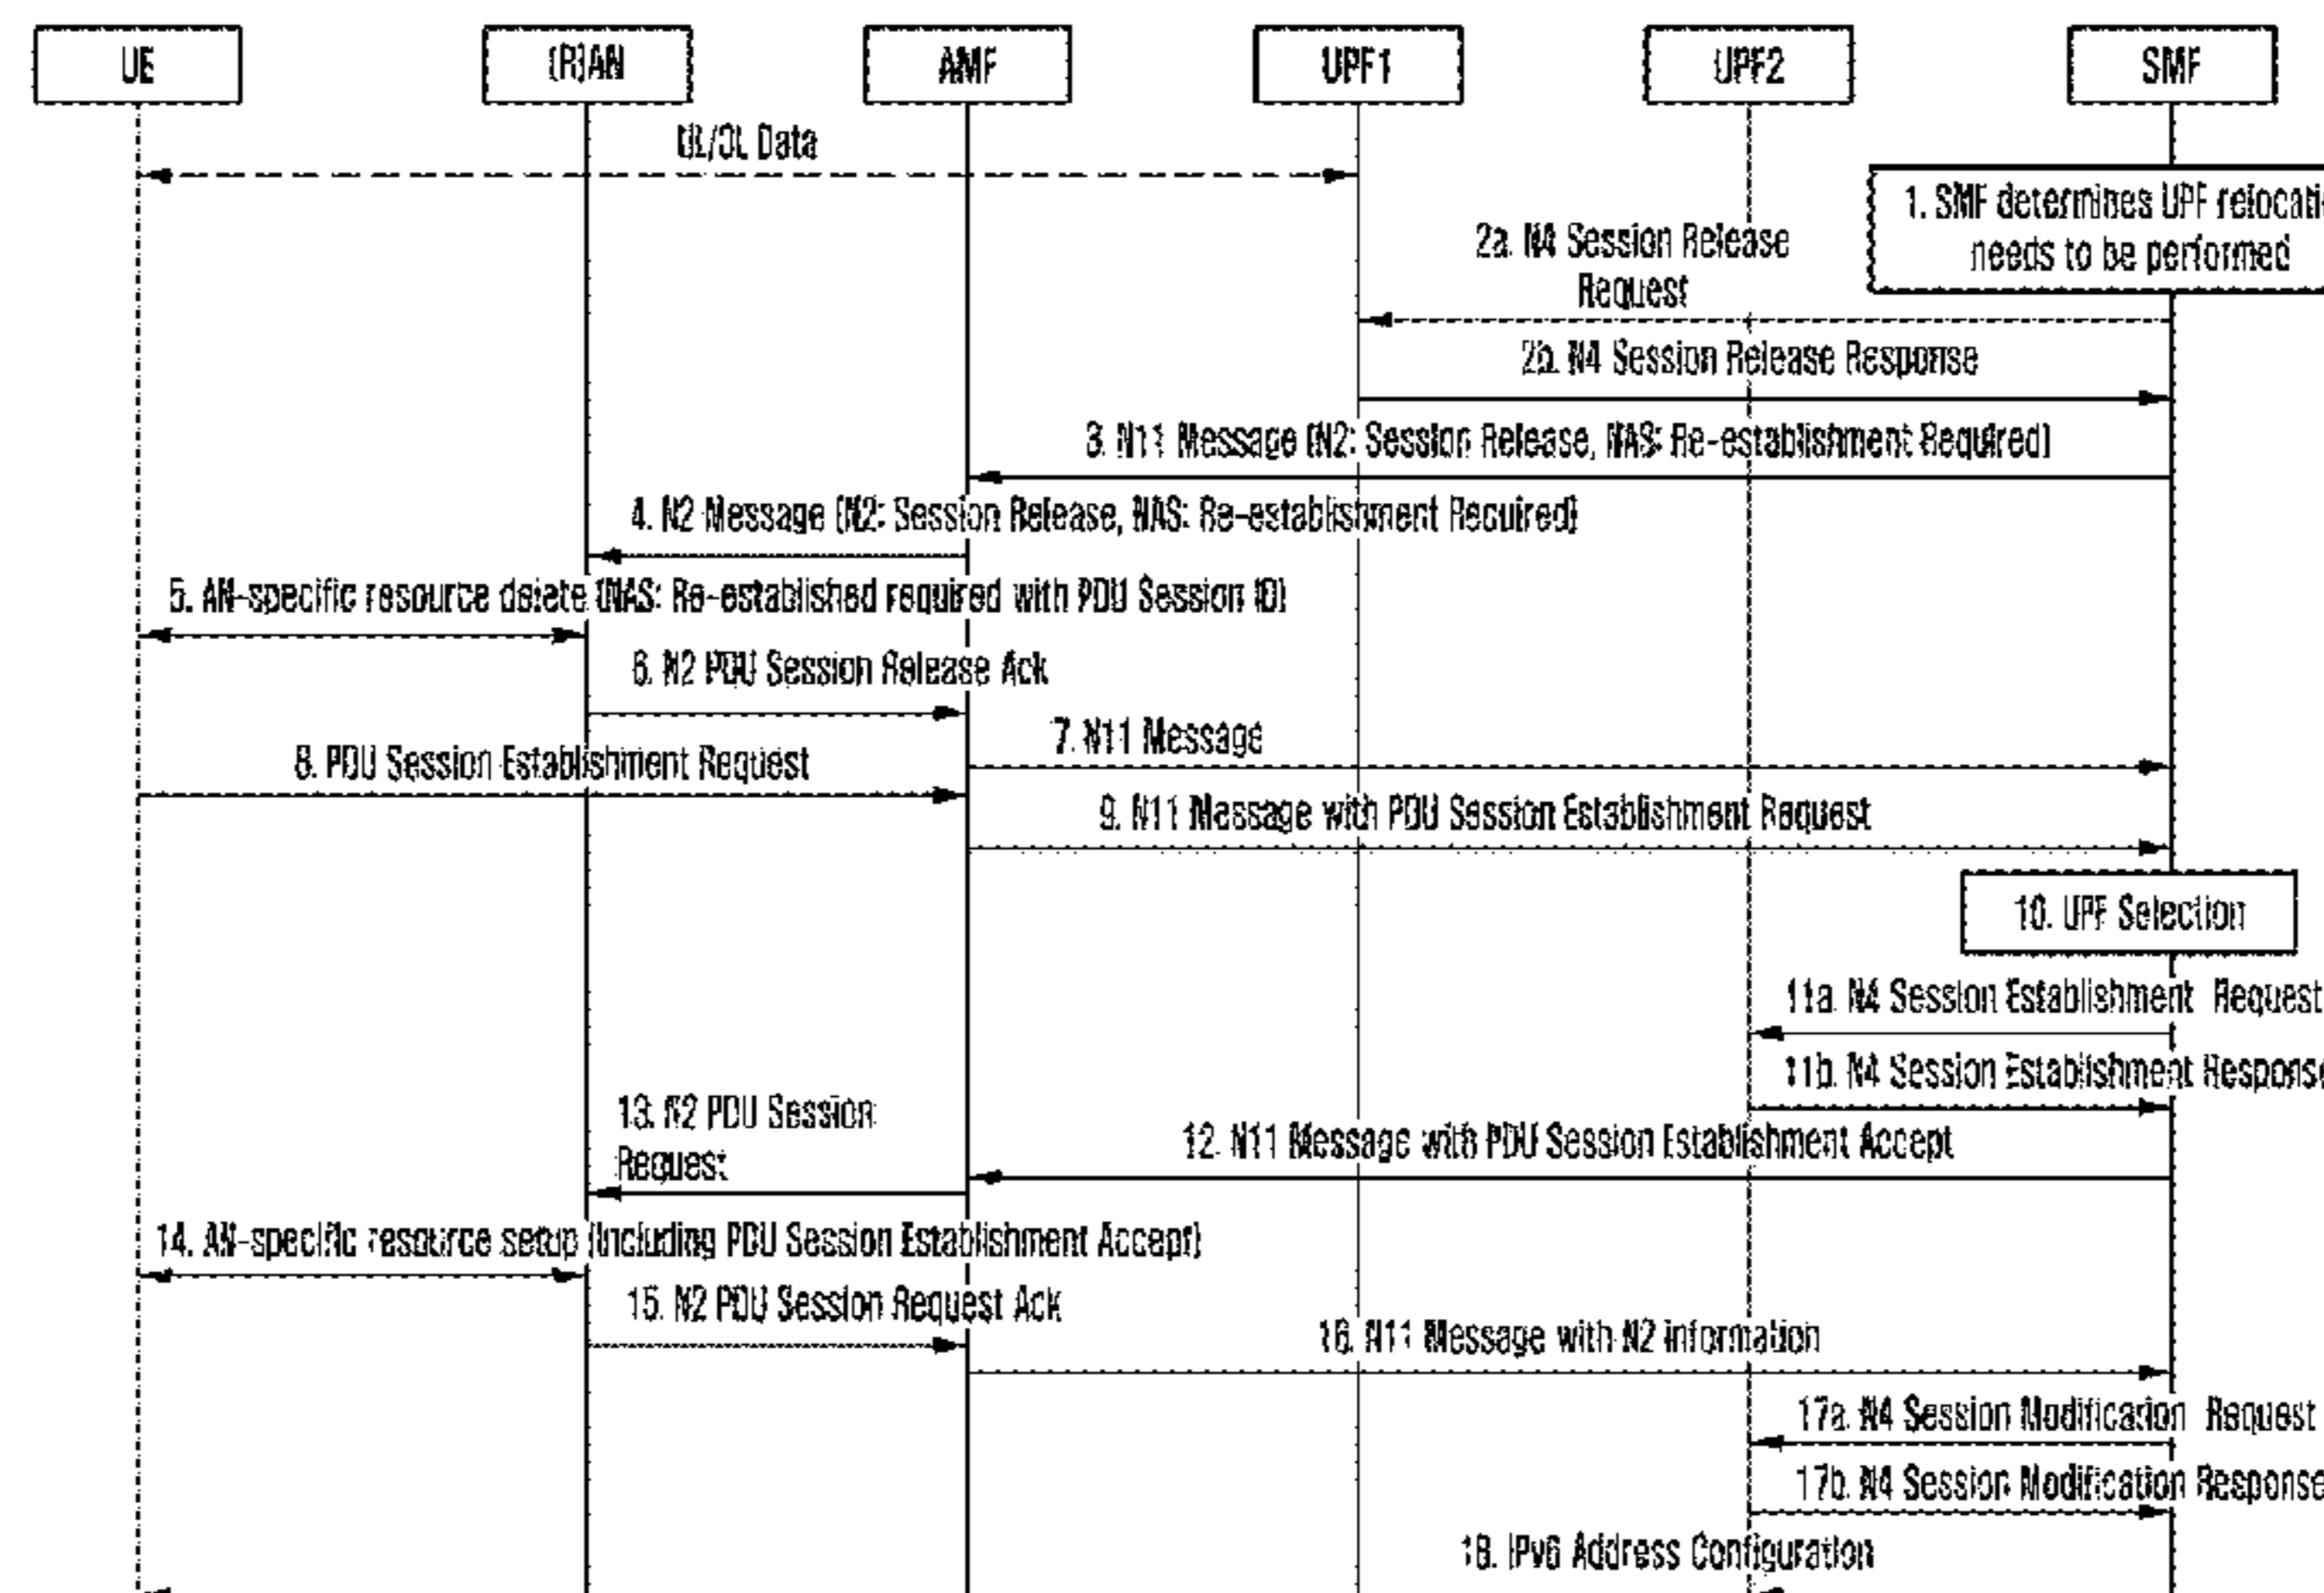 UE
(R)AN
AMF
UPF1
UPF2
SMF
UL/DL Data
1. SMF determines UPF relocati
needs to be performed
2a. N4 Session Release
Request
2b. N4 Session Release Response
3. N11 Message (N2: Session Release, NAS: Re-establishment Required)
4. N2 Message (N2: Session Release, NAS: Re-establishment Required)
5. AN-specific resource delete (NAS: Re-established required with PDU Session ID)
6. N2 PDU Session Release Ack
7. N11 Message
8. PDU Session Establishment Request
9. N11 Message with PDU Session Establishment Request
10. UPF Selection
11a. N4 Session Establishment Request
11b. N4 Session Establishment Response
12. N11 Message with PDU Session Establishment Accept
13. N2 PDU Session
Request
14. AN-specific resource setup (Including PDU Session Establishment Accept)
15. N2 PDU Session Request Ack
16. N11 Message with N2 information
17a. N4 Session Modification Request
17b. N4 Session Modification Response
18. IPv6 Address Configuration